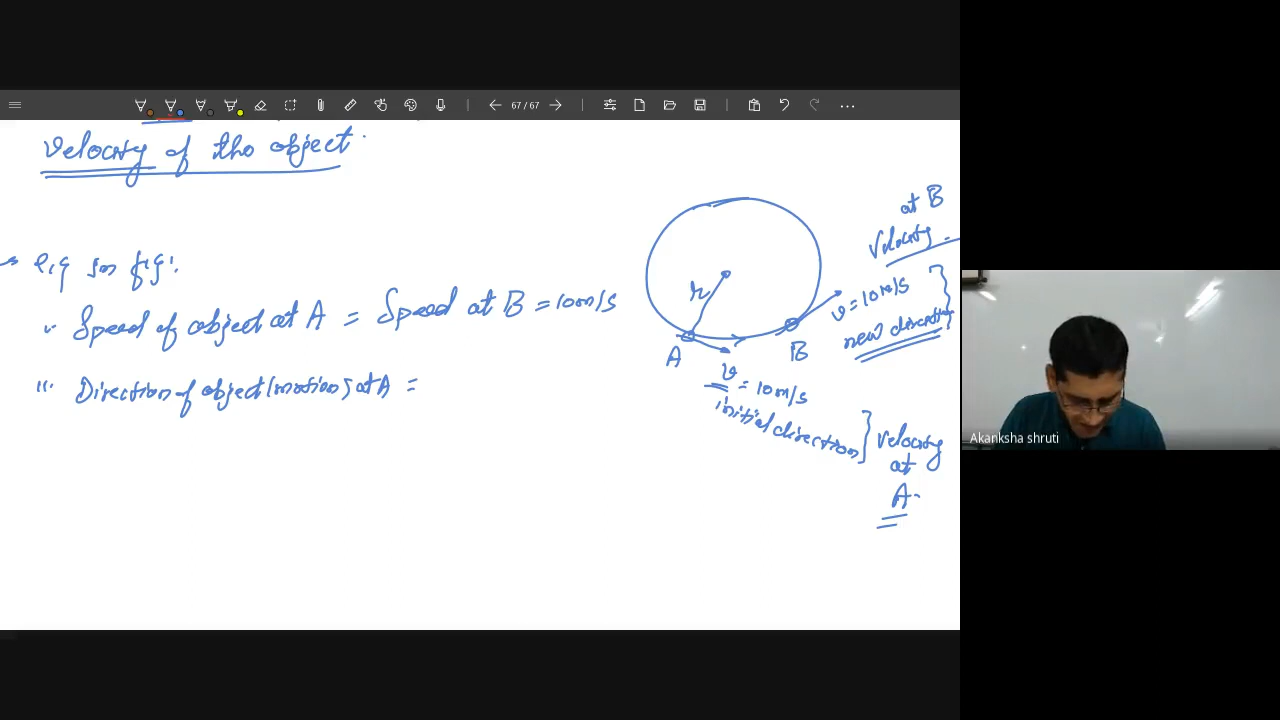 67/67
velocity of the object.
→ e.g. for fig:
Speed of object at A = Speed at B = 10m/s
Direction of object (motion) at A =
r
A
B
v = 10m/s
initial direction
velocity
at
A.
at B
velocity
v = 10m/s
new direction
Akanksha shruti